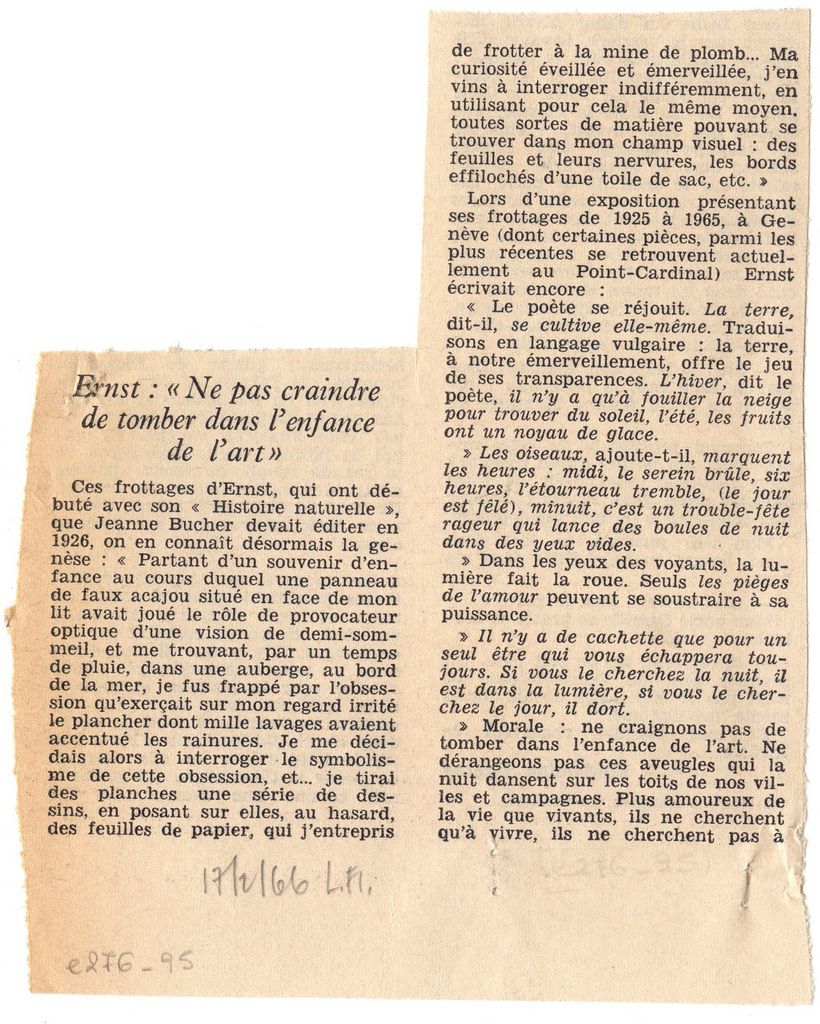 Ernst : « Ne pas craindre
de tomber dans l'enfance
de l'art »
Ces frottages d'Ernst, qui ont dé-
buté avec son « Histoire naturelle »,
que Jeanne Bucher devait éditer en
1926, on en connaît désormais la ge-
nèse : « Partant d'un souvenir d'en-
fance au cours duquel une panneau
de faux acajou situé en face de mon
lit avait joué le rôle de provocateur
optique d'une vision de demi-som-
meil, et me trouvant, par un temps
de pluie, dans une auberge, au bord
de la mer, je fus frappé par l'obses-
sion qu'exerçait sur mon regard irrité
le plancher dont mille lavages avaient
accentué les rainures. Je me déci-
dais alors à interroger le symbolis-
me de cette obsession, et... je tirai
des planches une série de des-
sins, en posant sur elles, au hasard,
des feuilles de papier, qui j'entrepris
de frotter à la mine de plomb... Ma
curiosité éveillée et émerveillée, j'en
vins à interroger indifféremment, en
utilisant pour cela le même moyen,
toutes sortes de matière pouvant se
trouver dans mon champ visuel : des
feuilles et leurs nervures, les bords
effilochés d'une toile de sac, etc. »
Lors d'une exposition présentant
ses frottages de 1925 à 1965, à Ge-
nève (dont certaines pièces, parmi les
plus récentes se retrouvent actuel-
lement au Point-Cardinal) Ernst
écrivait encore :
« Le poète se réjouit. La terre,
dit-il, se cultive elle-même. Tradui-
sons en langage vulgaire : la terre,
à notre émerveillement, offre le jeu
de ses transparences. L'hiver, dit le
poète, il n'y a qu'à fouiller la neige
pour trouver du soleil, l'été, les fruits
ont un noyau de glace.
» Les oiseaux, ajoute-t-il, marquent
les heures : midi, le serein brûle, six
heures, l'étourneau tremble, (le jour
est fêlé), minuit, c'est un trouble-fête
rageur qui lance des boules de nuit
dans des yeux vides.
» Dans les yeux des voyants, la lu-
mière fait la roue. Seuls les pièges
de l'amour peuvent se soustraire à sa
puissance.
» Il n'y a de cachette que pour un
seul être qui vous échappera tou-
jours. Si vous le cherchez la nuit, il
est dans la lumière, si vous le cher-
chez le jour, il dort.
» Morale : ne craignons pas de
tomber dans l'enfance de l'art. Ne
dérangeons pas ces aveugles qui la
nuit dansent sur les toits de nos vil-
les et campagnes. Plus amoureux de
la vie que vivants, ils ne cherchent
qu'à vivre, ils ne cherchent pas à
17/2/66 L.Fi.
e276_95